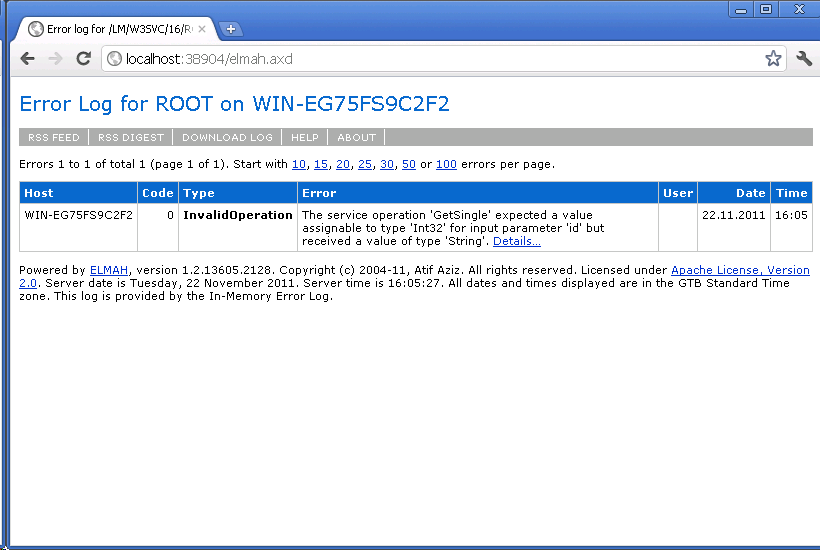 Error log for /LM/W3SVC/16/R
localhost:38904/elmah.axd
Error Log for ROOT on WIN-EG75FS9C2F2
RSS FEED RSS DIGEST DOWNLOAD LOG HELP ABOUT
Errors 1 to 1 of total 1 (page 1 of 1). Start with 10, 15, 20, 25, 30, 50 or 100 errors per page.
Host Code Type Error User Date Time
WIN-EG75FS9C2F2 0 InvalidOperation The service operation 'GetSingle' expected a value 22.11.2011 16:05
assignable to type 'Int32' for input parameter 'id' but
received a value of type 'String'. Details...
Powered by ELMAH, version 1.2.13605.2128. Copyright (c) 2004-11, Atif Aziz. All rights reserved. Licensed under Apache License, Version
2.0. Server date is Tuesday, 22 November 2011. Server time is 16:05:27. All dates and times displayed are in the GTB Standard Time
zone. This log is provided by the In-Memory Error Log.